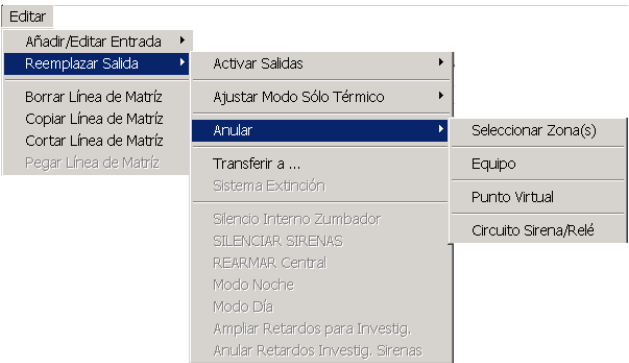 Editar
Añadir/Editar Entrada
Reemplazar Salida
Borrar Línea de Matríz
Copiar Línea de Matríz
Cortar Línea de Matríz
Pegar Línea de Matríz
Activar Salidas
Ajustar Modo Sólo Térmico
Anular
Transferir a ...
Sistema Extinción
Silencio Interno Zumbador
SILENCIAR SIRENAS
REARMAR Central
Modo Noche
Modo Día
Ampliar Retardos para Investig.
Anular Retardos Investig. Sirenas
Seleccionar Zona(s)
Equipo
Punto Virtual
Circuito Sirena/Relé